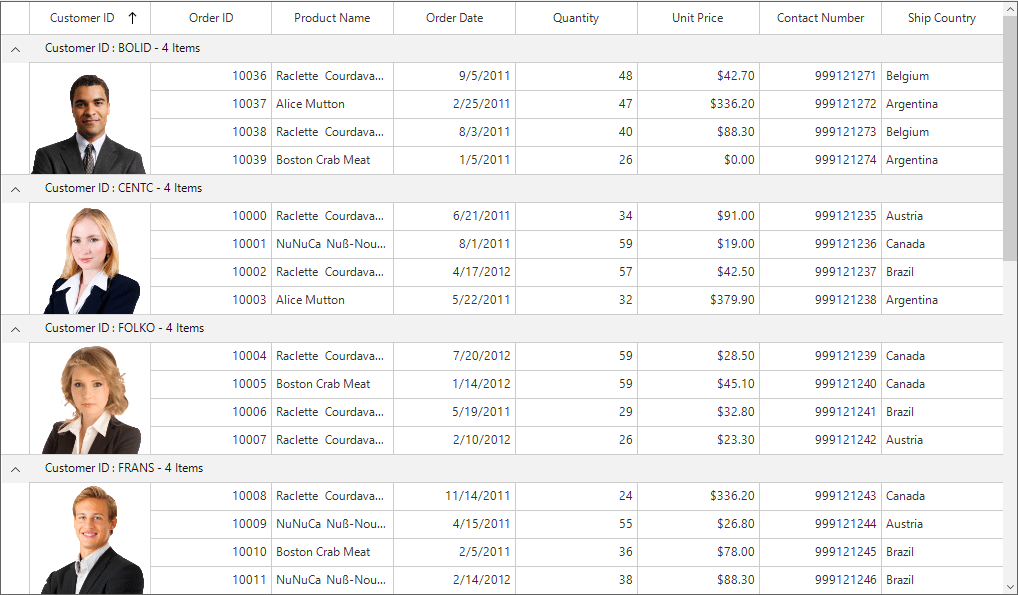 Customer ID Order ID Product Name Order Date Quantity Unit Price Contact Number Ship Country
Customer ID : BOLID - 4 Items
10036 Raclette Courdava... 9/5/2011 48 $42.70 999121271 Belgium
10037 Alice Mutton 2/25/2011 47 $336.20 999121272 Argentina
10038 Raclette Courdava... 8/3/2011 40 $88.30 999121273 Belgium
10039 Boston Crab Meat 1/5/2011 26 $0.00 999121274 Argentina
Customer ID : CENTC - 4 Items
10000 Raclette Courdava... 6/21/2011 34 $91.00 999121235 Austria
10001 NuNuCa Nuß-Nou... 8/1/2011 59 $19.00 999121236 Canada
10002 Raclette Courdava... 4/17/2012 57 $42.50 999121237 Brazil
10003 Alice Mutton 5/22/2011 32 $379.90 999121238 Argentina
Customer ID : FOLKO - 4 Items
10004 Raclette Courdava... 7/20/2012 59 $28.50 999121239 Canada
10005 Boston Crab Meat 1/14/2012 59 $45.10 999121240 Canada
10006 Raclette Courdava... 5/19/2011 29 $32.80 999121241 Brazil
10007 Raclette Courdava... 2/10/2012 26 $23.30 999121242 Austria
Customer ID : FRANS - 4 Items
10008 Raclette Courdava... 11/14/2011 24 $336.20 999121243 Canada
10009 NuNuCa Nuß-Nou... 4/15/2011 55 $26.80 999121244 Austria
10010 Boston Crab Meat 2/5/2011 36 $78.00 999121245 Brazil
10011 NuNuCa Nuß-Nou... 2/14/2012 38 $88.30 999121246 Brazil